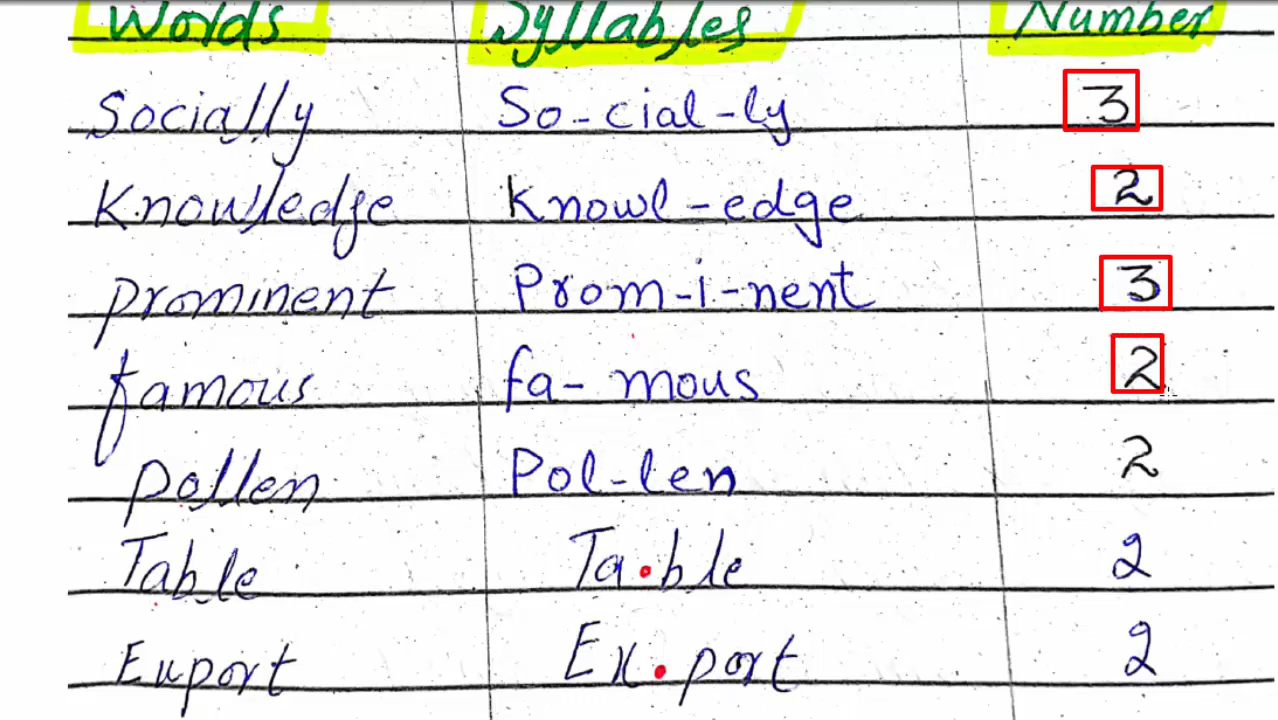 Words Syllables Number
Socially So-cial-ly 3
Knowledge Knowl-edge 2
Prominent Prom-i-nent 3
famous fa-mous 2
Pollen Pol-len 2
Table Ta•ble 2
Export Ex•port 2